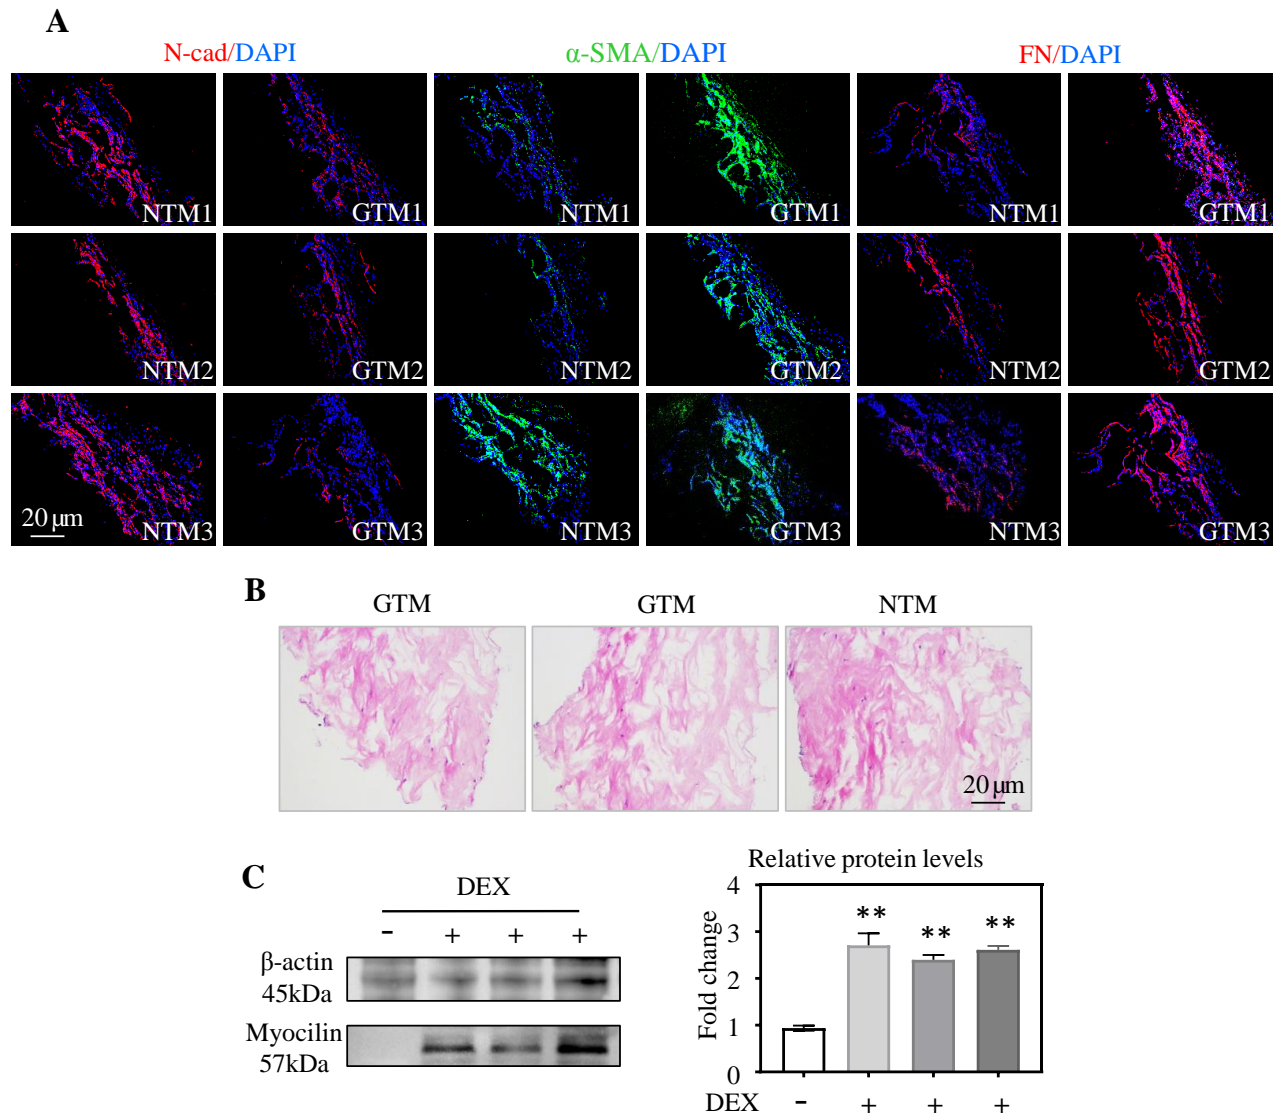 A
N-cad/DAPI α-SMA/DAPI FN/DAPI
NTM1 GTM1 NTM1 GTM1 NTM1 GTM1
NTM2 GTM2 NTM2 GTM2 NTM2 GTM2
20 μm
NTM3 GTM3 NTM3 GTM3 NTM3 GTM3
B
GTM GTM NTM
20 μm
C
DEX
- + + +
β-actin
45kDa
Myocilin
57kDa
Relative protein levels
Fold change
4
3
2
1
0
** ** **
DEX - + + +